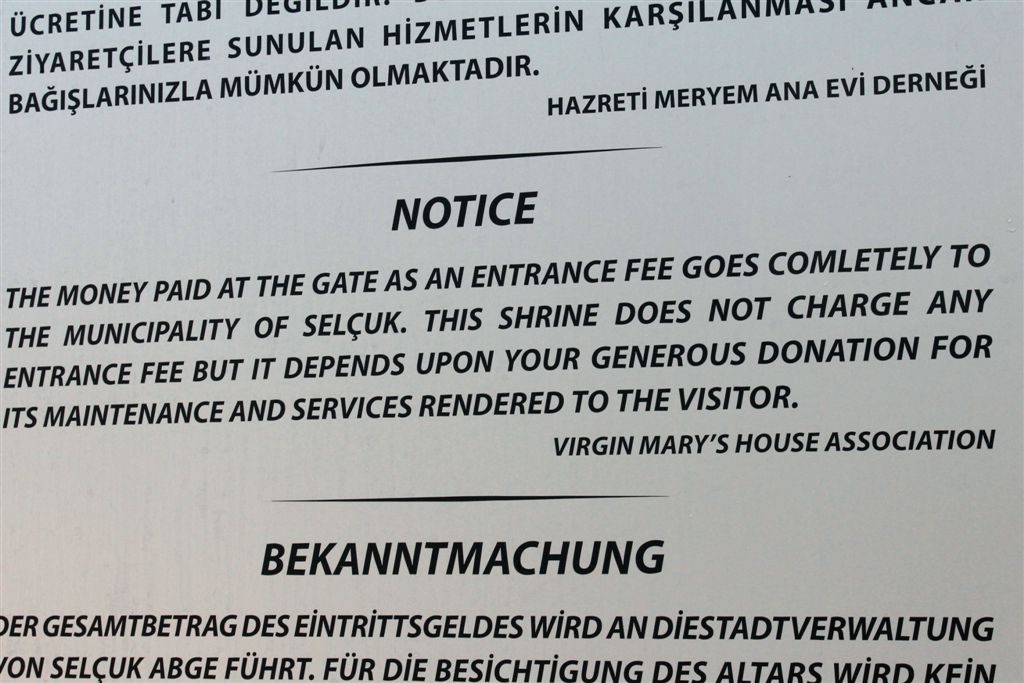 ÜCRETİNE TABİ DEĞİLDİR.
ZİYARETÇİLERE SUNULAN HİZMETLERİN KARŞILANMASI ANCAK
BAĞIŞLARINIZLA MÜMKÜN OLMAKTADIR.
HAZRETİ MERYEM ANA EVİ DERNEĞİ
NOTICE
THE MONEY PAID AT THE GATE AS AN ENTRANCE FEE GOES COMLETELY TO
THE MUNICIPALITY OF SELÇUK. THIS SHRINE DOES NOT CHARGE ANY
ENTRANCE FEE BUT IT DEPENDS UPON YOUR GENEROUS DONATION FOR
ITS MAINTENANCE AND SERVICES RENDERED TO THE VISITOR.
VIRGIN MARY'S HOUSE ASSOCIATION
BEKANNTMACHUNG
DER GESAMTBETRAG DES EİNTRİTTSGELDES WİRD AN DİESTADTVERWALTUNG
VON SELÇUK ABGE FÜHRT. FÜR DİE BESİCHTİGUNG DES ALTARS WİRD KEİN